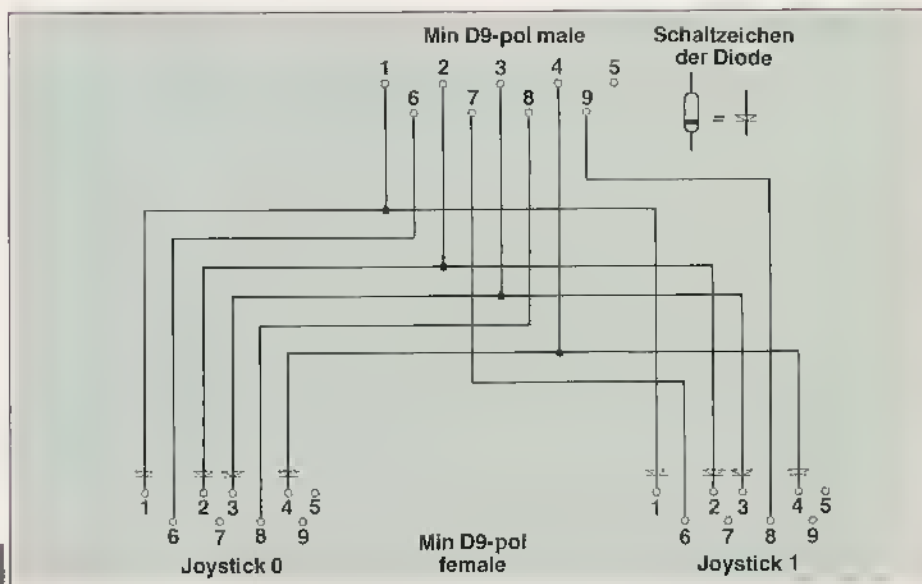 Min D9-pol male
Schaltzeichen
der Diode
1 2 3 4 5
6 7 8 9
=
1 2 3 4 5
6 7 8 9
Joystick 0
Min D9-pol
female
1 2 3 4 5
6 7 8 9
Joystick 1